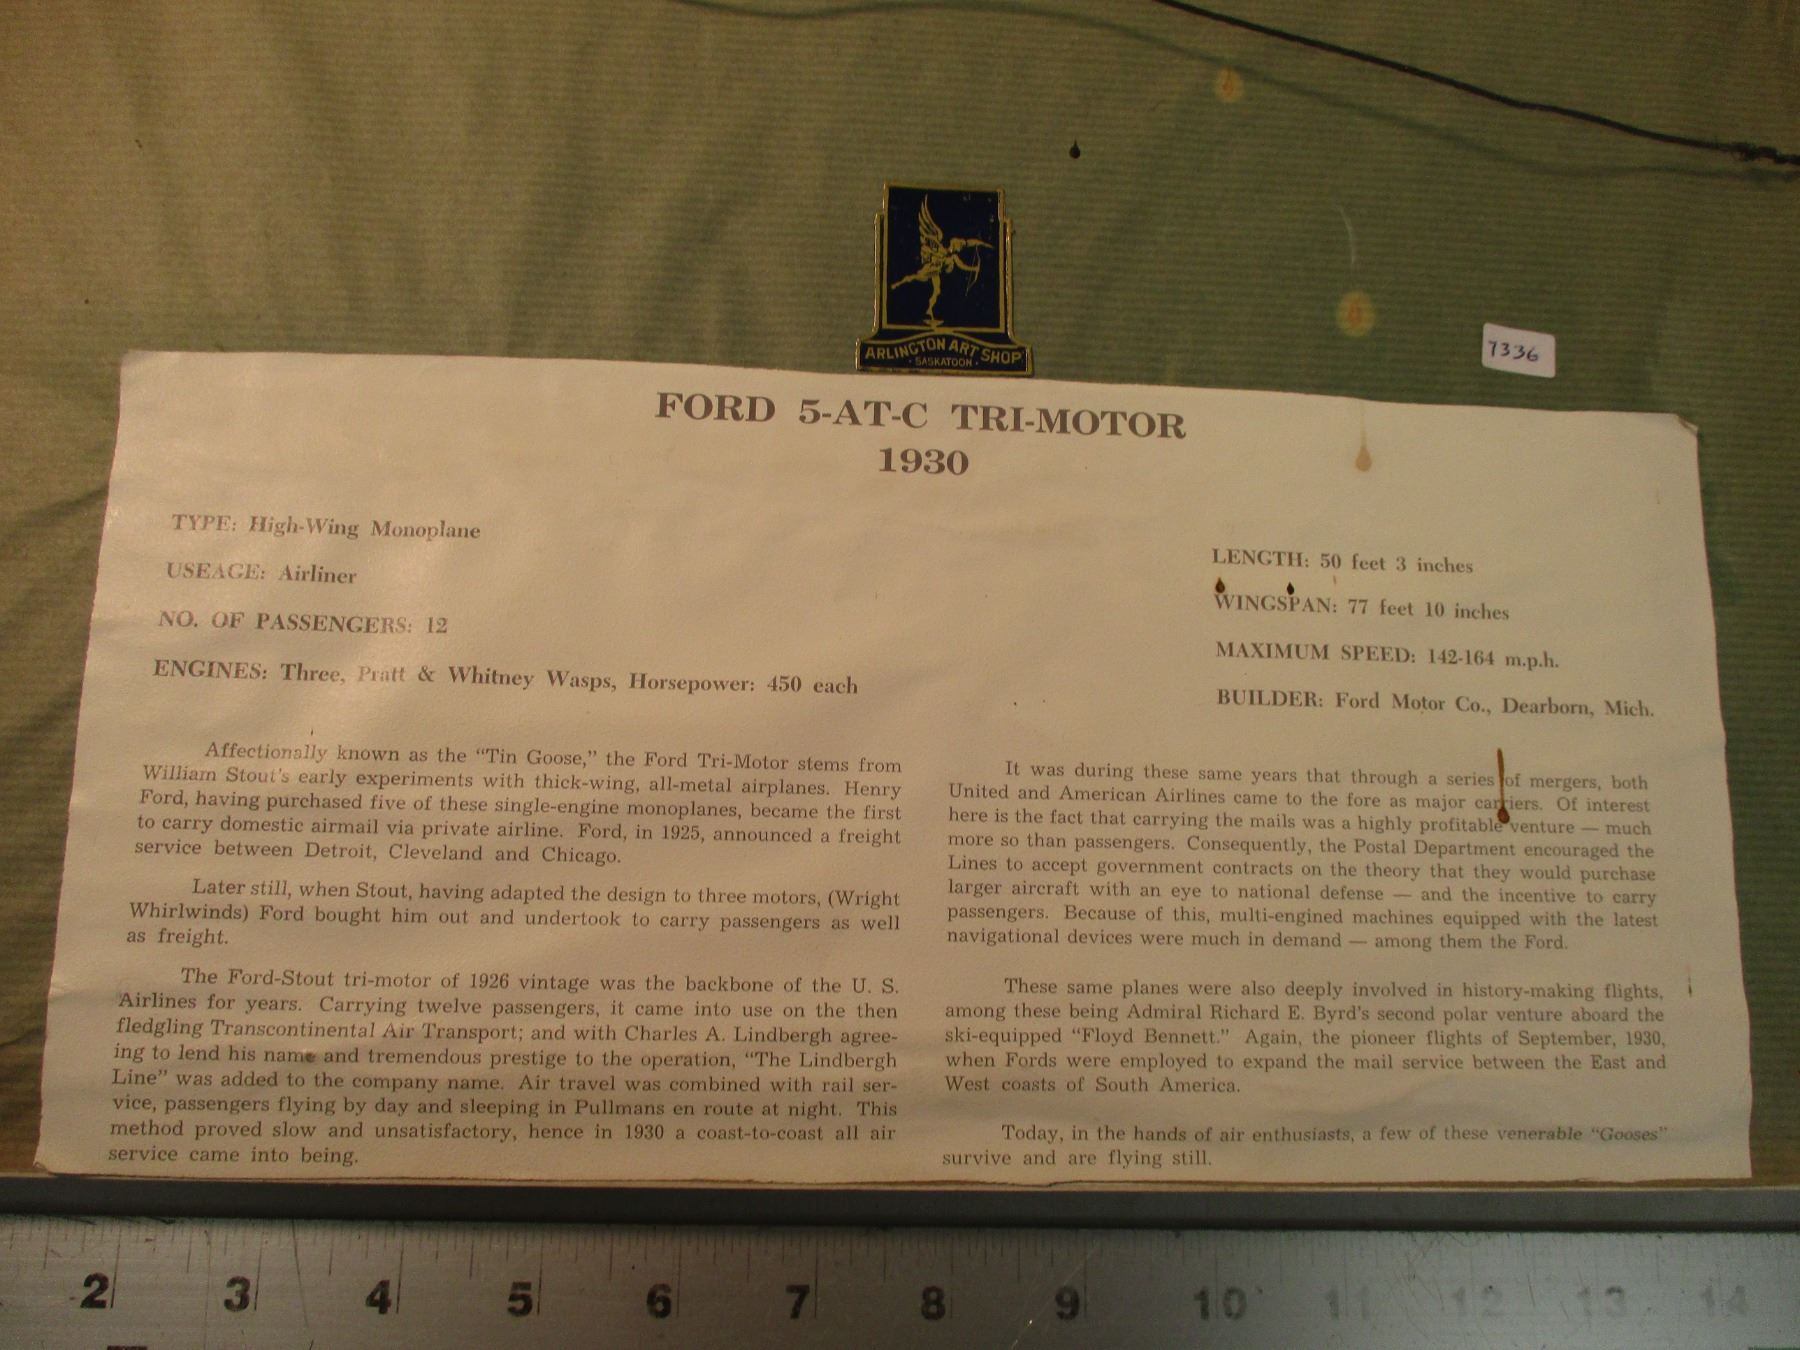 ARLINGTON ART SHOP
· SASKATOON ·
7336
FORD 5-AT-C TRI-MOTOR
1930
TYPE: High-Wing Monoplane
USEAGE: Airliner
NO. OF PASSENGERS: 12
ENGINES: Three, Pratt & Whitney Wasps, Horsepower: 450 each
LENGTH: 50 feet 3 inches
WINGSPAN: 77 feet 10 inches
MAXIMUM SPEED: 142-164 m.p.h.
BUILDER: Ford Motor Co., Dearborn, Mich.
Affectionally known as the “Tin Goose,” the Ford Tri-Motor stems from
William Stout's early experiments with thick-wing, all-metal airplanes. Henry
Ford, having purchased five of these single-engine monoplanes, became the first
to carry domestic airmail via private airline. Ford, in 1925, announced a freight
service between Detroit, Cleveland and Chicago.
Later still, when Stout, having adapted the design to three motors, (Wright
Whirlwinds) Ford bought him out and undertook to carry passengers as well
as freight.
The Ford-Stout tri-motor of 1926 vintage was the backbone of the U. S.
Airlines for years. Carrying twelve passengers, it came into use on the then
fledgling Transcontinental Air Transport; and with Charles A. Lindbergh agree-
ing to lend his name and tremendous prestige to the operation, “The Lindbergh
Line” was added to the company name. Air travel was combined with rail ser-
vice, passengers flying by day and sleeping in Pullmans en route at night. This
method proved slow and unsatisfactory, hence in 1930 a coast-to-coast all air
service came into being.
It was during these same years that through a series of mergers, both
United and American Airlines came to the fore as major carriers. Of interest
here is the fact that carrying the mails was a highly profitable venture — much
more so than passengers. Consequently, the Postal Department encouraged the
Lines to accept government contracts on the theory that they would purchase
larger aircraft with an eye to national defense — and the incentive to carry
passengers. Because of this, multi-engined machines equipped with the latest
navigational devices were much in demand — among them the Ford.
These same planes were also deeply involved in history-making flights,
among these being Admiral Richard E. Byrd's second polar venture aboard the
ski-equipped “Floyd Bennett.” Again, the pioneer flights of September, 1930,
when Fords were employed to expand the mail service between the East and
West coasts of South America.
Today, in the hands of air enthusiasts, a few of these venerable “Gooses”
survive and are flying still.
2 3 4 5 6 7 8 9 10 11 12 13 14